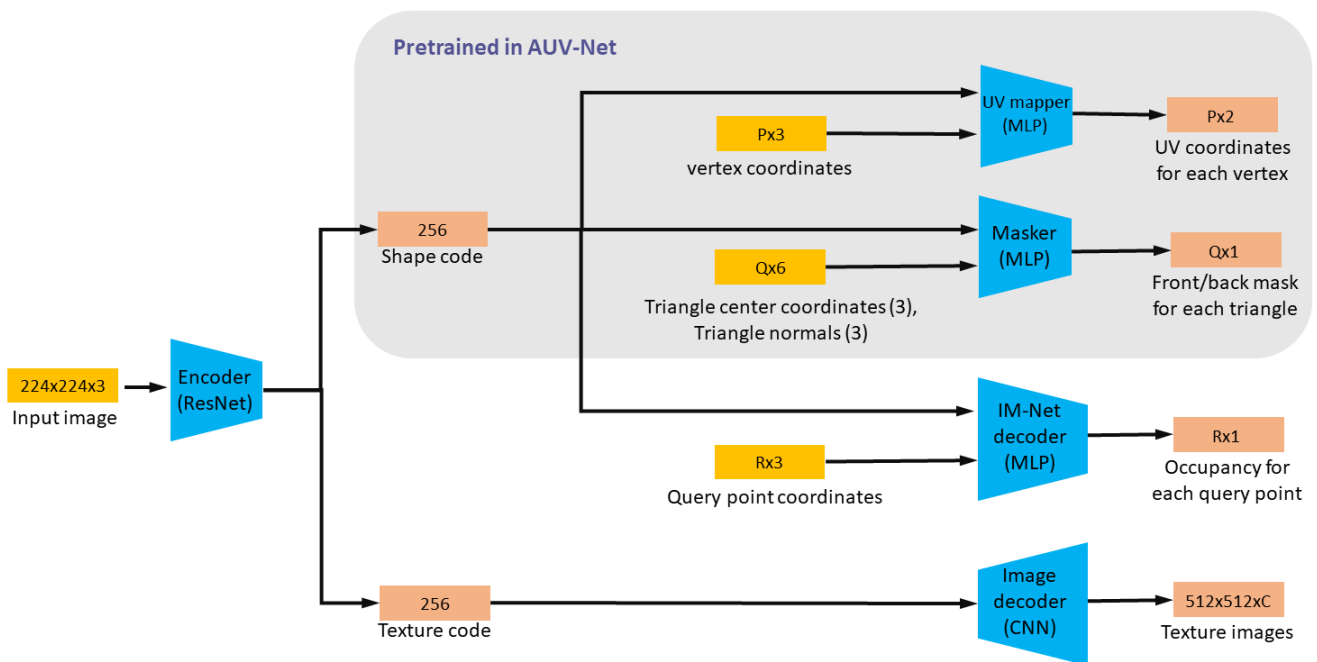 Pretrained in AUV-Net
Px3
vertex coordinates
UV mapper
(MLP)
Px2
UV coordinates
for each vertex
256
Shape code
Qx6
Triangle center coordinates (3),
Triangle normals (3)
Masker
(MLP)
Qx1
Front/back mask
for each triangle
224x224x3
Input image
Encoder
(ResNet)
Rx3
Query point coordinates
IM-Net
decoder
(MLP)
Rx1
Occupancy for
each query point
256
Texture code
Image
decoder
(CNN)
512x512xC
Texture images